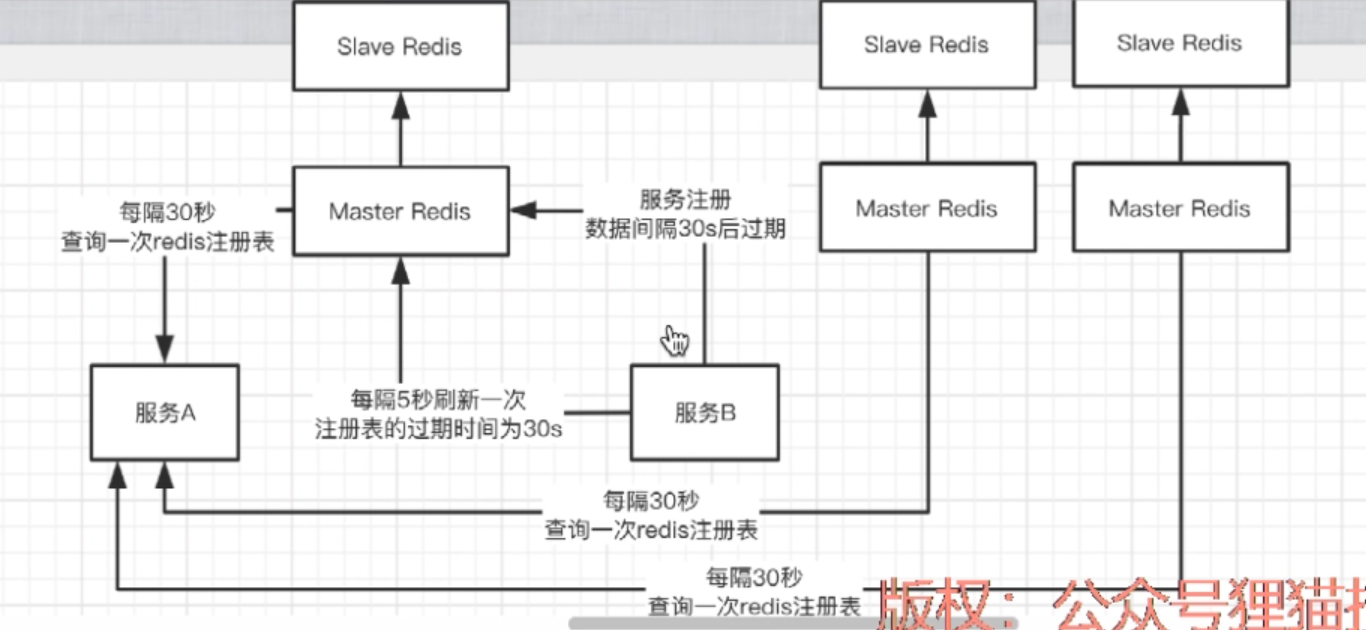 Slave Redis
Slave Redis
Slave Redis
Master Redis
Master Redis
Master Redis
每隔30秒
查询一次redis注册表
服务注册
数据间隔30s后过期
服务A
每隔5秒刷新一次
注册表的过期时间为30s
服务B
每隔30秒
查询一次redis注册表
每隔30秒
查询一次redis注册表
版权：公众号狸猫